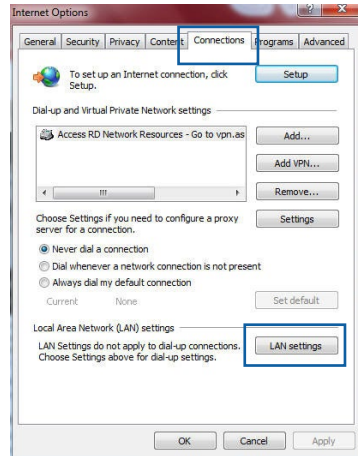 Internet Options
General Security Privacy Content Connections Programs Advanced
To set up an Internet connection, click
Setup.
Setup
Dial-up and Virtual Private Network settings
Access RD Network Resources - Go to vpn.as
Add...
Add VPN...
Remove...
Choose Settings if you need to configure a proxy
server for a connection.
Settings
Never dial a connection
Dial whenever a network connection is not present
Always dial my default connection
Current None
Set default
Local Area Network (LAN) settings
LAN Settings do not apply to dial-up connections.
Choose Settings above for dial-up settings.
LAN settings
OK Cancel Apply